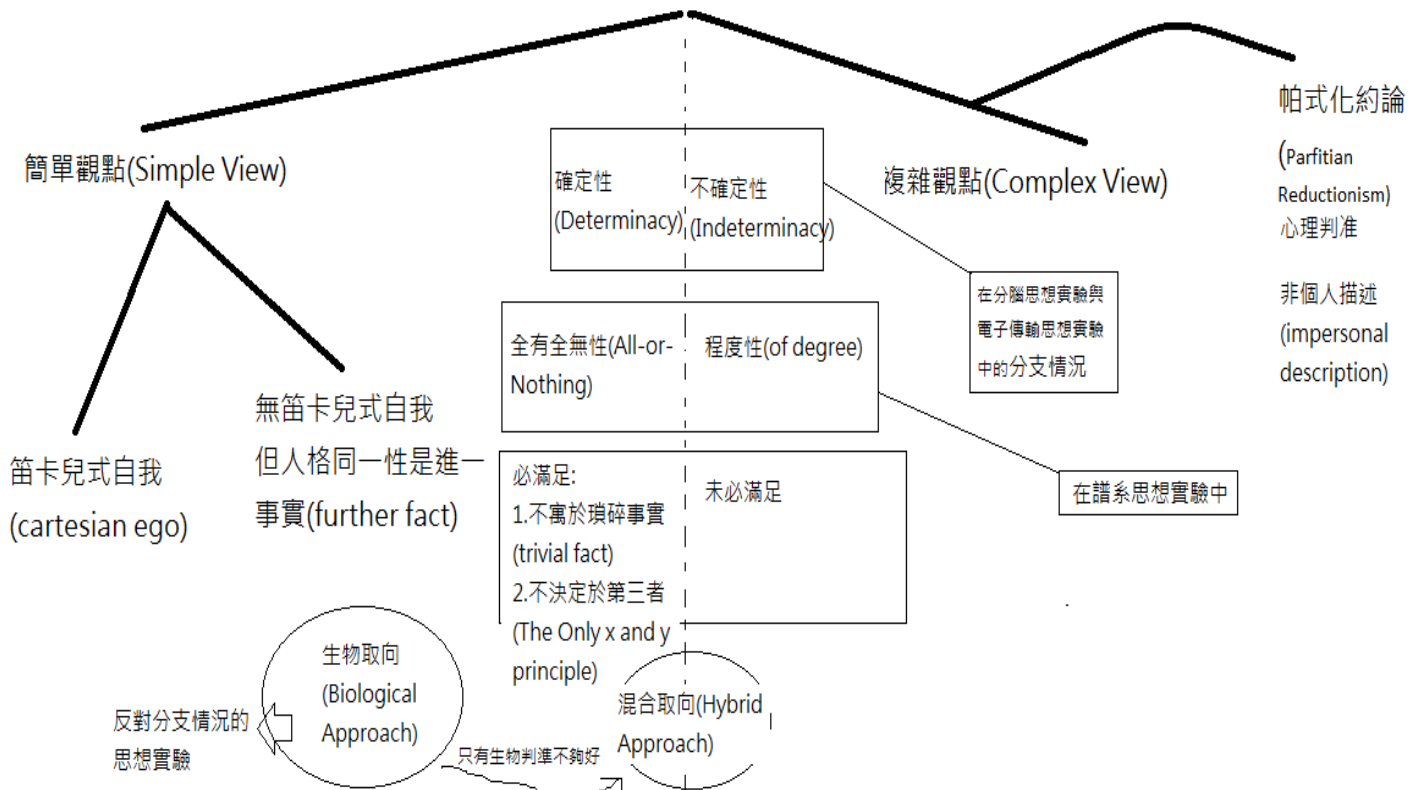 簡單觀點(Simple View)
笛卡兒式自我
(cartesian ego)
無笛卡兒式自我
但人格同一性是進一
事實(further fact)
確定性
(Determinacy)
不確定性
(Indeterminacy)
全有全無性(All-or-
Nothing)
程度性(of degree)
必滿足:
1.不寓於瑣碎事實
(trivial fact)
2.不決定於第三者
(The Only x and y
principle)
未必滿足
複雜觀點(Complex View)
在分腦思想實驗與
電子傳輸思想實驗
中的分支情況
在譜系思想實驗中
帕式化約論
(Parfitian
Reductionism)
心理判准
非個人描述
(impersonal
description)
生物取向
(Biological
Approach)
反對分支情況的
思想實驗
只有生物判準不夠好
混合取向(Hybrid
Approach)